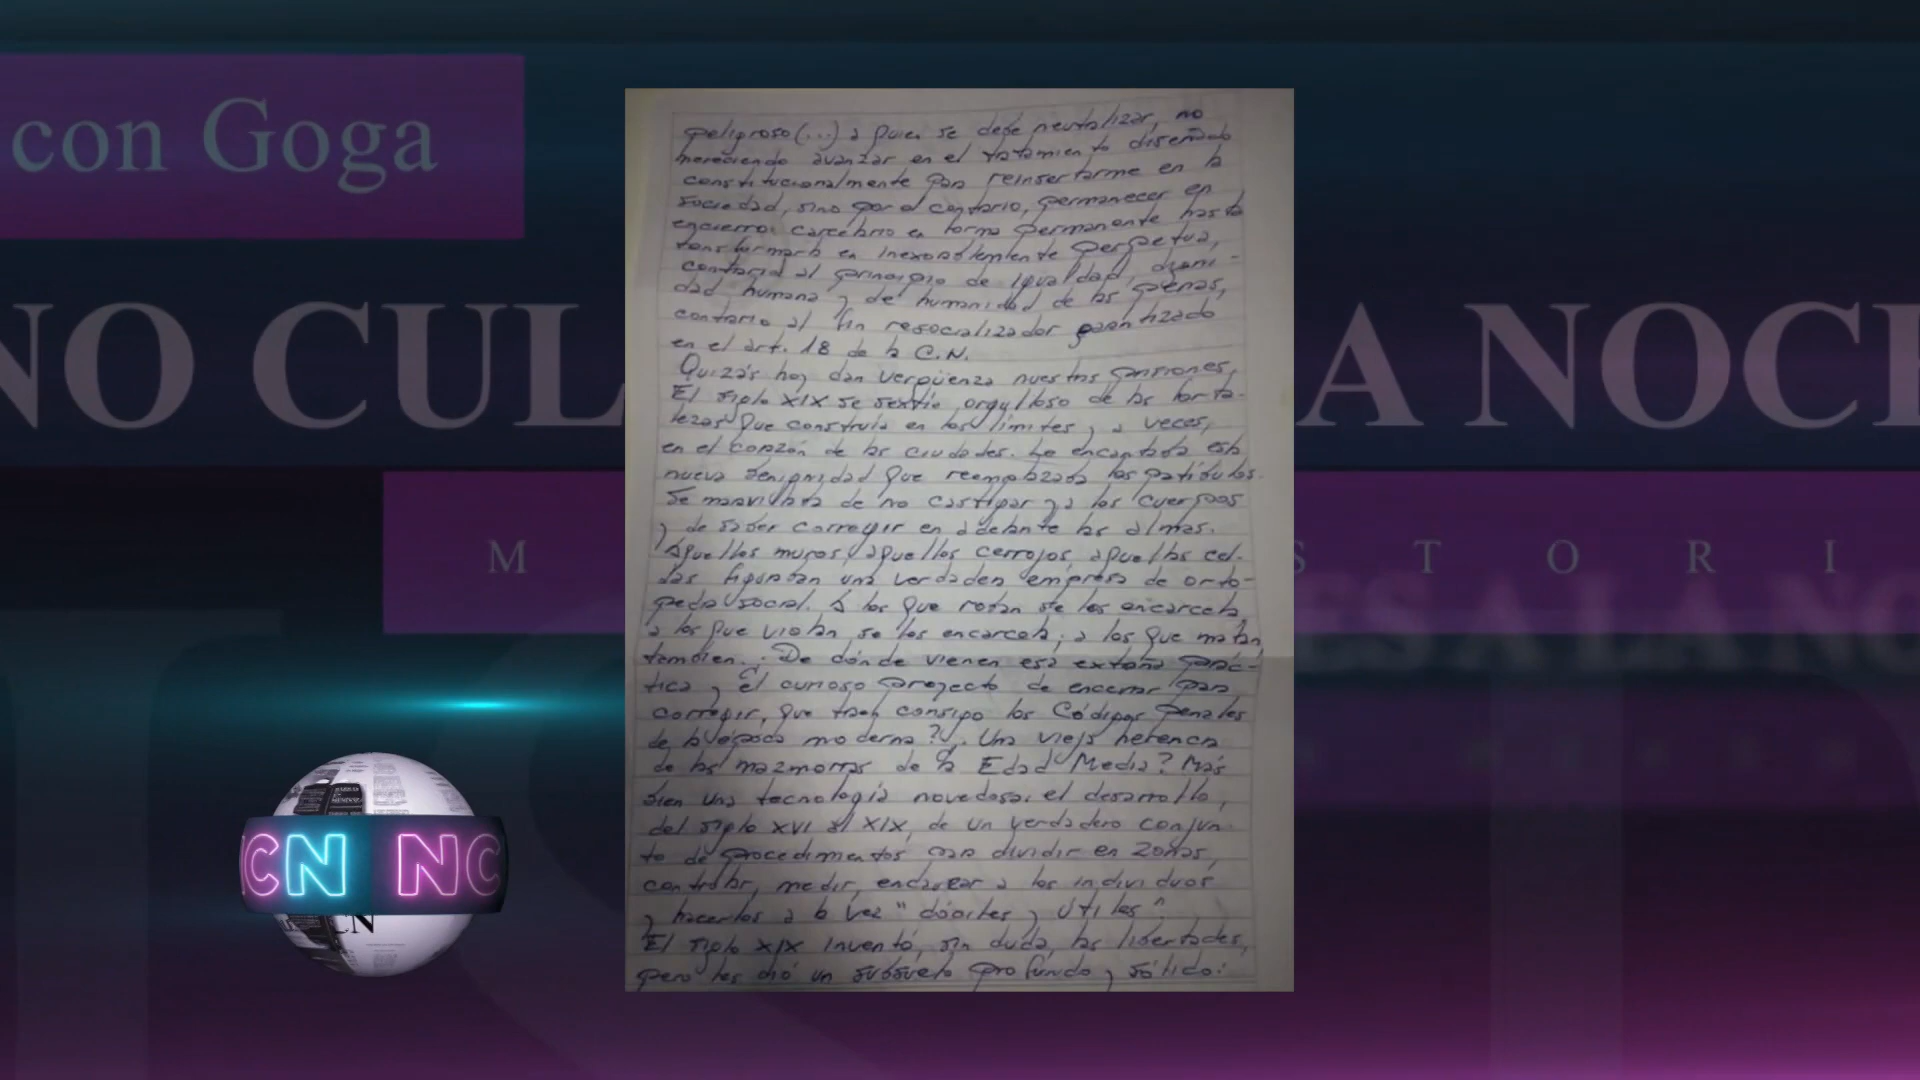 con Goga
NO CUL
A NOCH
M
S T O R I
ES A LA NO
CN NC
CN
peligroso (...) a quien se debe neutralizar, no
mereciendo avanzar en el tratamiento diseñado
constitucionalmente para reinsertarme en la
sociedad, sino por el contrario, permanecer en
encierro carcelario en forma permanente hasta
transformarla en inexorablemente perpetua,
contraria al principio de igualdad, digni-
dad humana y de humanidad de las penas,
contrario al fin resocializador garantizado
en el art. 18 de la C.N.
Quizás hoy dan vergüenza nuestras prisiones.
El siglo XIX se sentía orgulloso de las forta-
lezas que construía en los límites y a veces,
en el corazón de las ciudades. Le encantaba esta
nueva benignidad que reemplazaba los patíbulos.
Se maravillaba de no castigar ya los cuerpos
y de saber corregir en adelante las almas.
Aquellos muros, aquellos cerrojos, aquellas cel-
das figuraban una verdadera empresa de orto-
pedia social. A los que roban se los encarcela,
a los que violan se los encarcela; a los que matan
también. ¿De dónde vienen esa extraña prác-
tica y el curioso proyecto de encerrar para
corregir, que traen consigo los Códigos Penales
de la época moderna? ¿Una vieja herencia
de las mazmorras de la Edad Media? Más
bien una tecnología novedosa: el desarrollo,
del siglo XVI al XIX, de un verdadero conjun-
to de procedimientos para dividir en zonas,
controlar, medir, encauzar a los individuos
y hacerlos a la vez "dóciles y útiles".
El siglo XIX inventó, sin duda, las libertades,
pero les dió un subsuelo profundo y sólido: